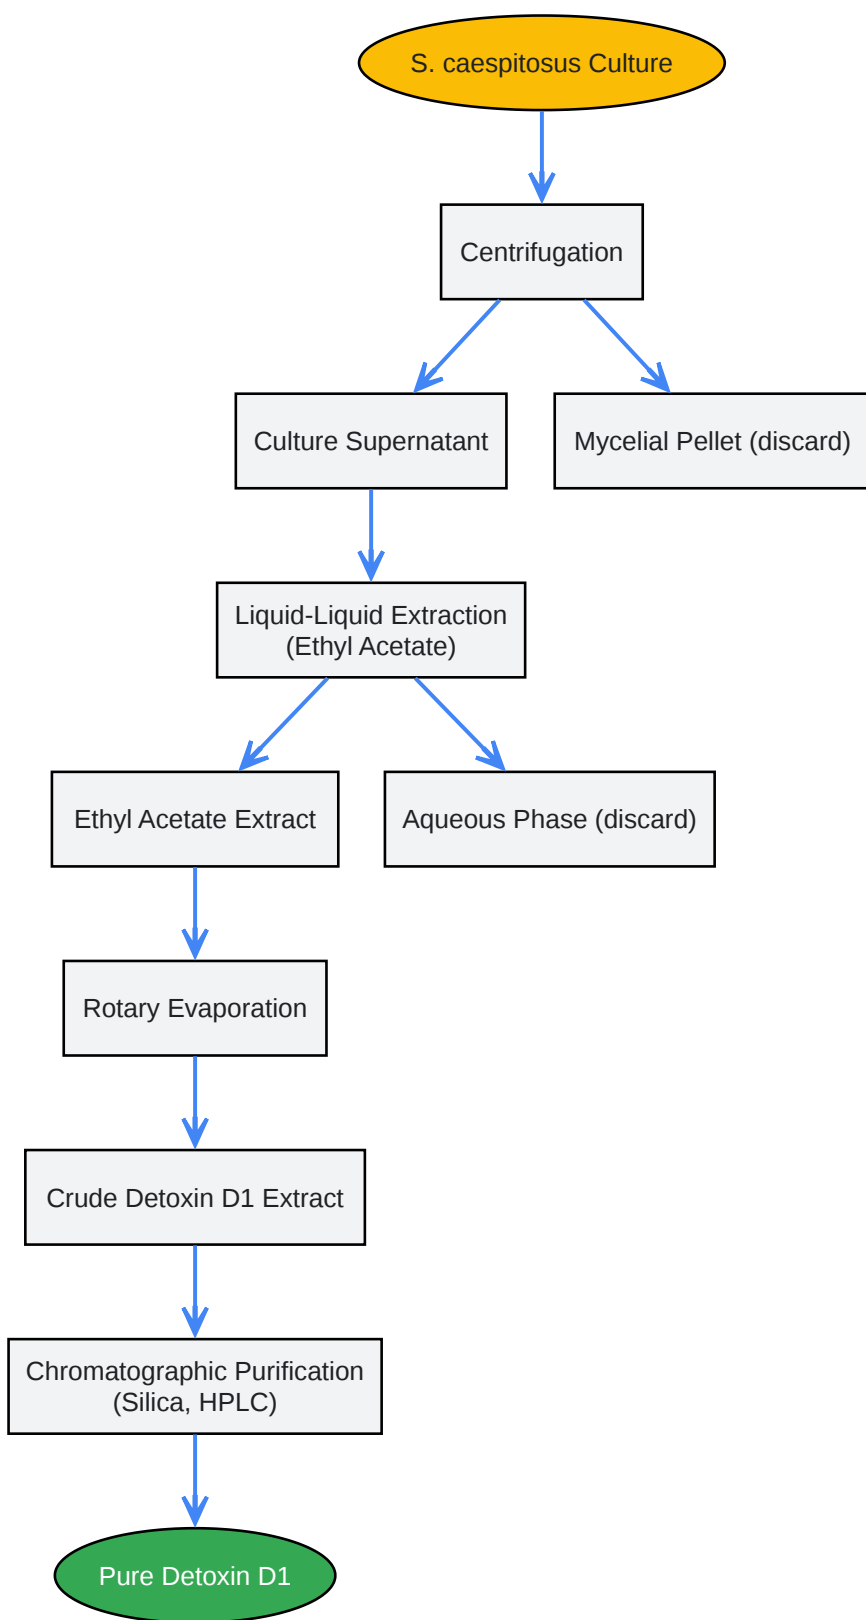 S. caespitosus Culture
Centrifugation
Culture Supernatant
Mycelial Pellet (discard)
Liquid-Liquid Extraction
(Ethyl Acetate)
Ethyl Acetate Extract
Aqueous Phase (discard)
Rotary Evaporation
Crude Detoxin D1 Extract
Chromatographic Purification
(Silica, HPLC)
Pure Detoxin D1